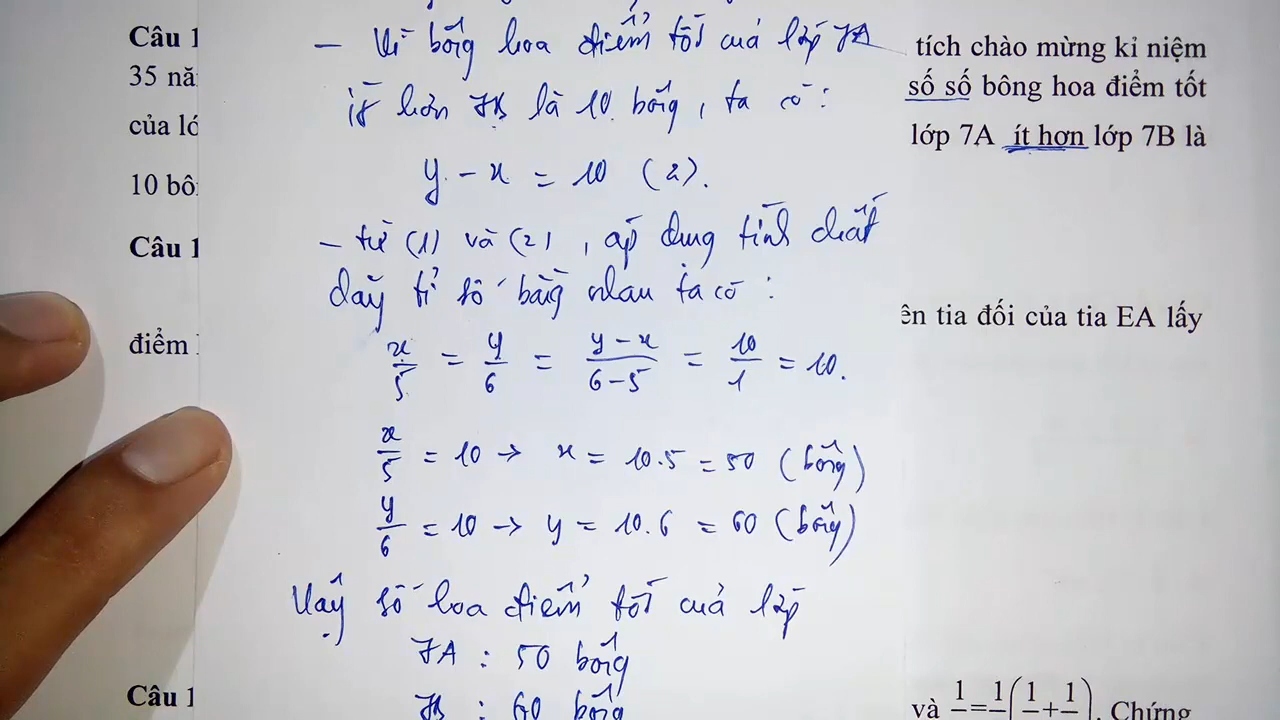 Câu 1
35 nă
của lớ
10 bô
Câu 1
điểm
Câu 1
- Vì bông hoa điểm tốt của lớp 7A
ít hơn 7B là 10 bông, ta có:
y - x = 10 (2).
- từ (1) và (2), áp dụng tính chất
dãy tỉ số bằng nhau ta có:
x/5 = y/6 = (y - x)/(6 - 5) = 10/1 = 10.
x/5 = 10 → x = 10.5 = 50 (bông)
y/6 = 10 → y = 10.6 = 60 (bông)
Vậy số hoa điểm tốt của lớp
7A : 50 bông
7B : 60 bông
tích chào mừng kỉ niệm
số số bông hoa điểm tốt
lớp 7A ít hơn lớp 7B là
ên tia đối của tia EA lấy
và 1/=1/(1/+1/). Chứng